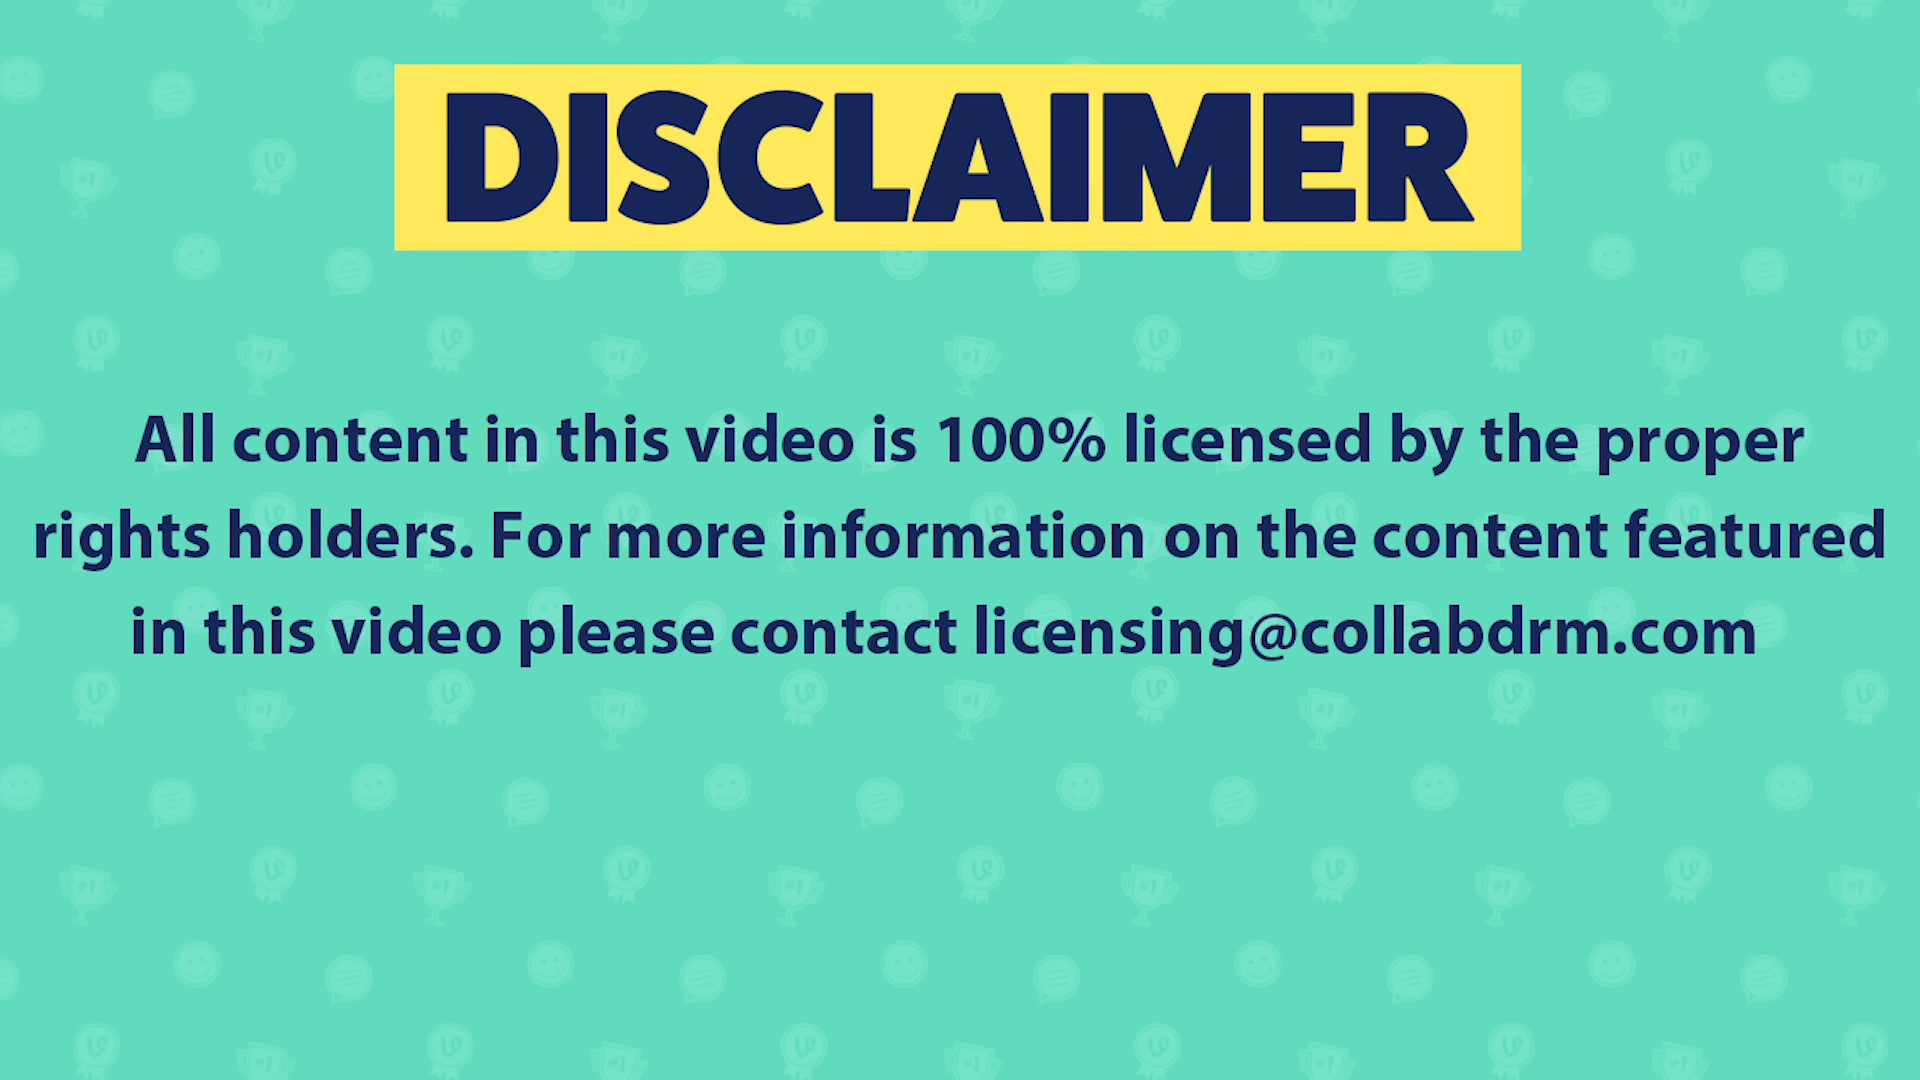 DISCLAIMER
All content in this video is 100% licensed by the proper
rights holders. For more information on the content featured
in this video please contact licensing@collabdrm.com